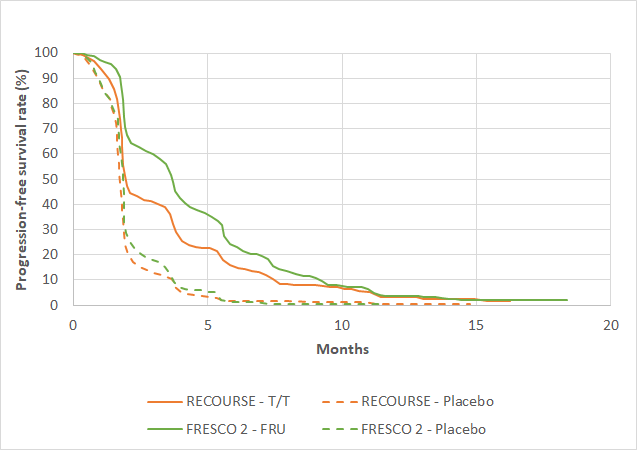 Progression-free survival rate (%)
100
90
80
70
60
50
40
30
20
10
0
0 5 10 15 20
Months
RECOURSE - T/T RECOURSE - Placebo
FRESCO 2 - FRU FRESCO 2 - Placebo